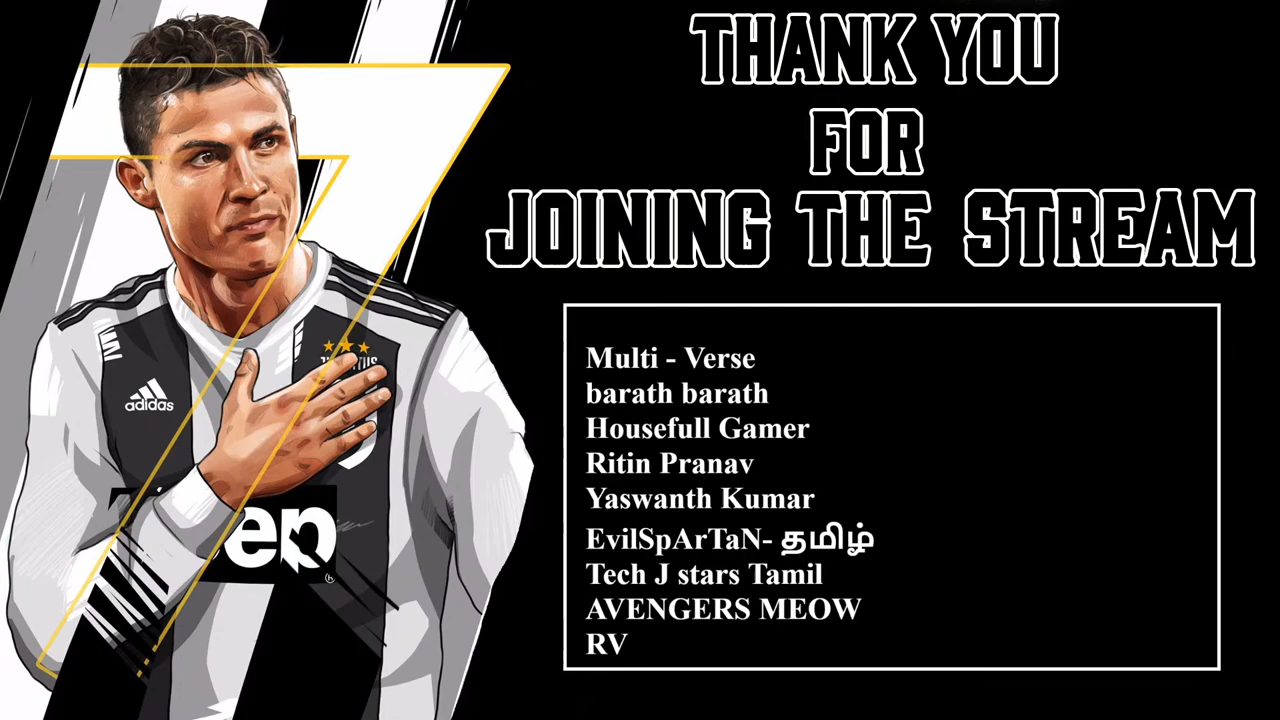 THANK YOU
FOR
JOINING THE STREAM
Multi - Verse
barath barath
Housefull Gamer
Ritin Pranav
Yaswanth Kumar
EvilSpArTaN- தமிழ்
Tech J stars Tamil
AVENGERS MEOW
RV
adidas